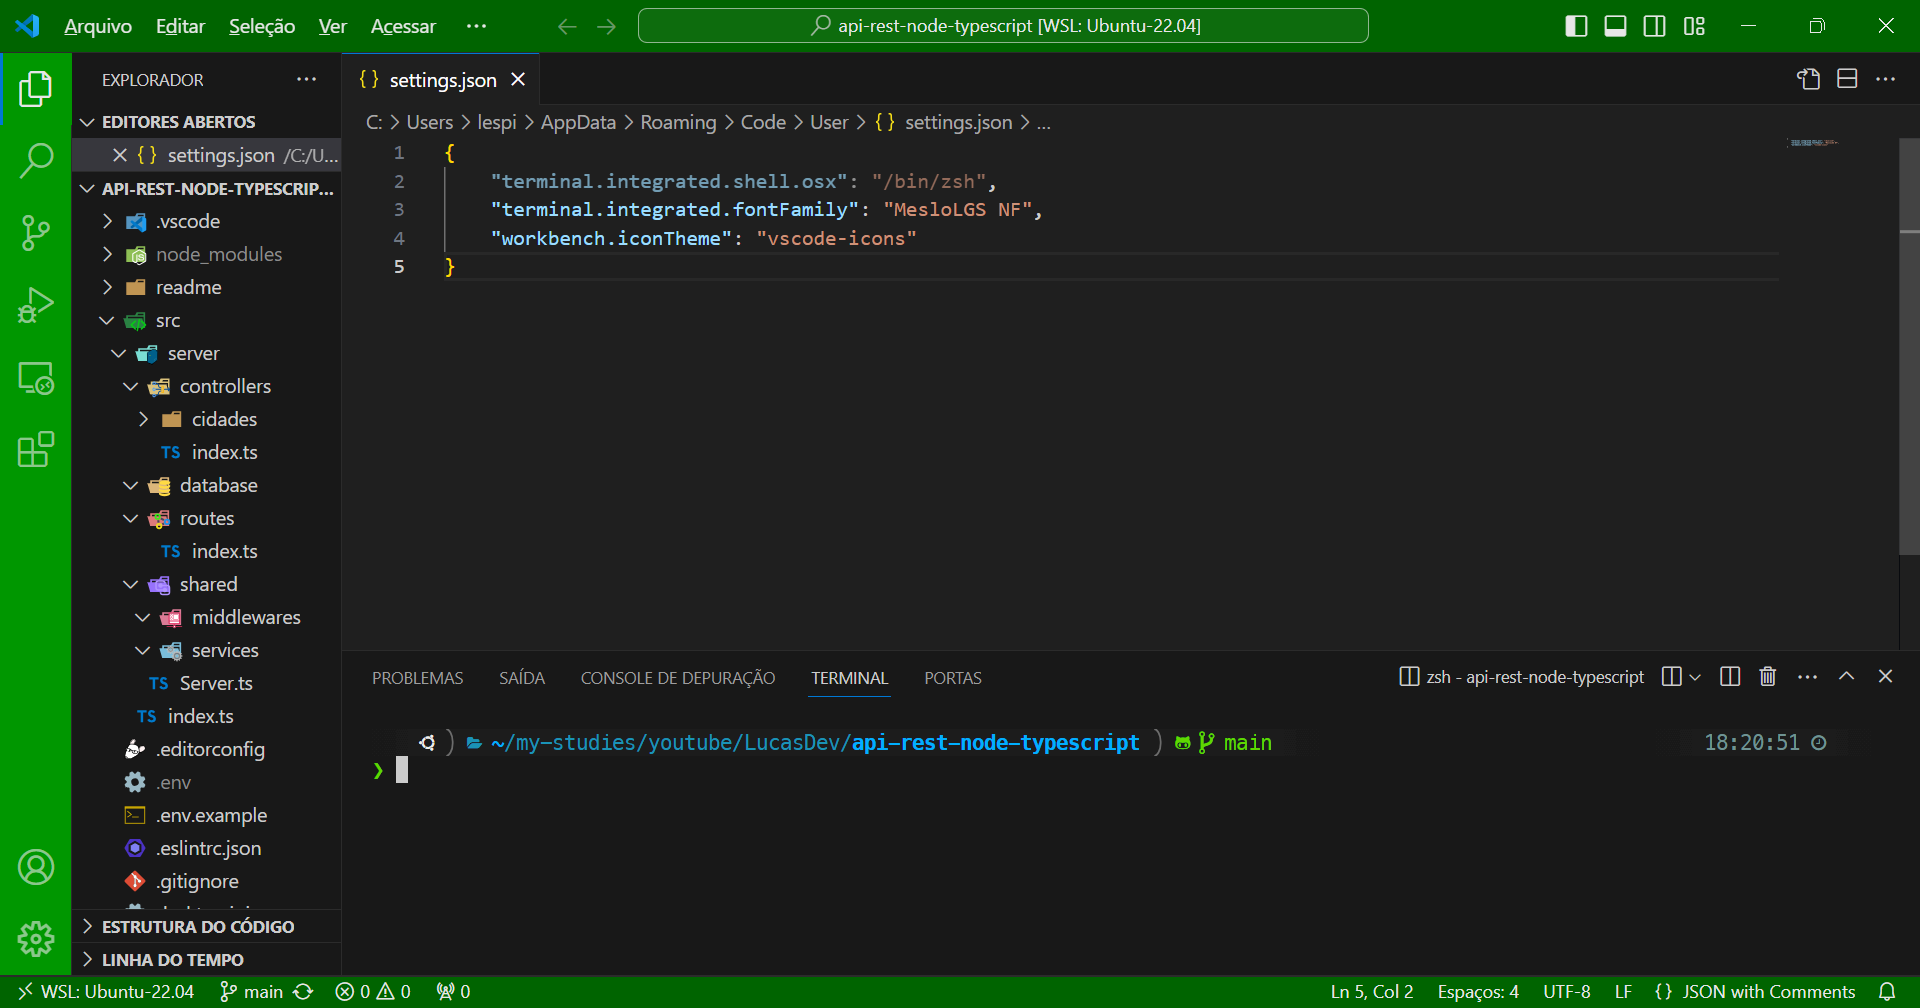 Arquivo Editar Seleção Ver Acessar ···
api-rest-node-typescript [WSL: Ubuntu-22.04]
EXPLORADOR ···
EDITORES ABERTOS
{} settings.json /C:/U...
API-REST-NODE-TYPESCRIP...
.vscode
node_modules
readme
src
server
controllers
cidades
TS index.ts
database
routes
TS index.ts
shared
middlewares
services
TS Server.ts
TS index.ts
.editorconfig
.env
.env.example
.eslintrc.json
.gitignore
ESTRUTURA DO CÓDIGO
LINHA DO TEMPO
{} settings.json
C: > Users > lespi > AppData > Roaming > Code > User > {} settings.json > ...
1 {
2 "terminal.integrated.shell.osx": "/bin/zsh",
3 "terminal.integrated.fontFamily": "MesloLGS NF",
4 "workbench.iconTheme": "vscode-icons"
5 }
PROBLEMAS SAÍDA CONSOLE DE DEPURAÇÃO TERMINAL PORTAS
zsh - api-rest-node-typescript
~/my-studies/youtube/LucasDev/api-rest-node-typescript ) main 18:20:51
❯
WSL: Ubuntu-22.04 main 0 0 0
Ln 5, Col 2 Espaços: 4 UTF-8 LF {} JSON with Comments